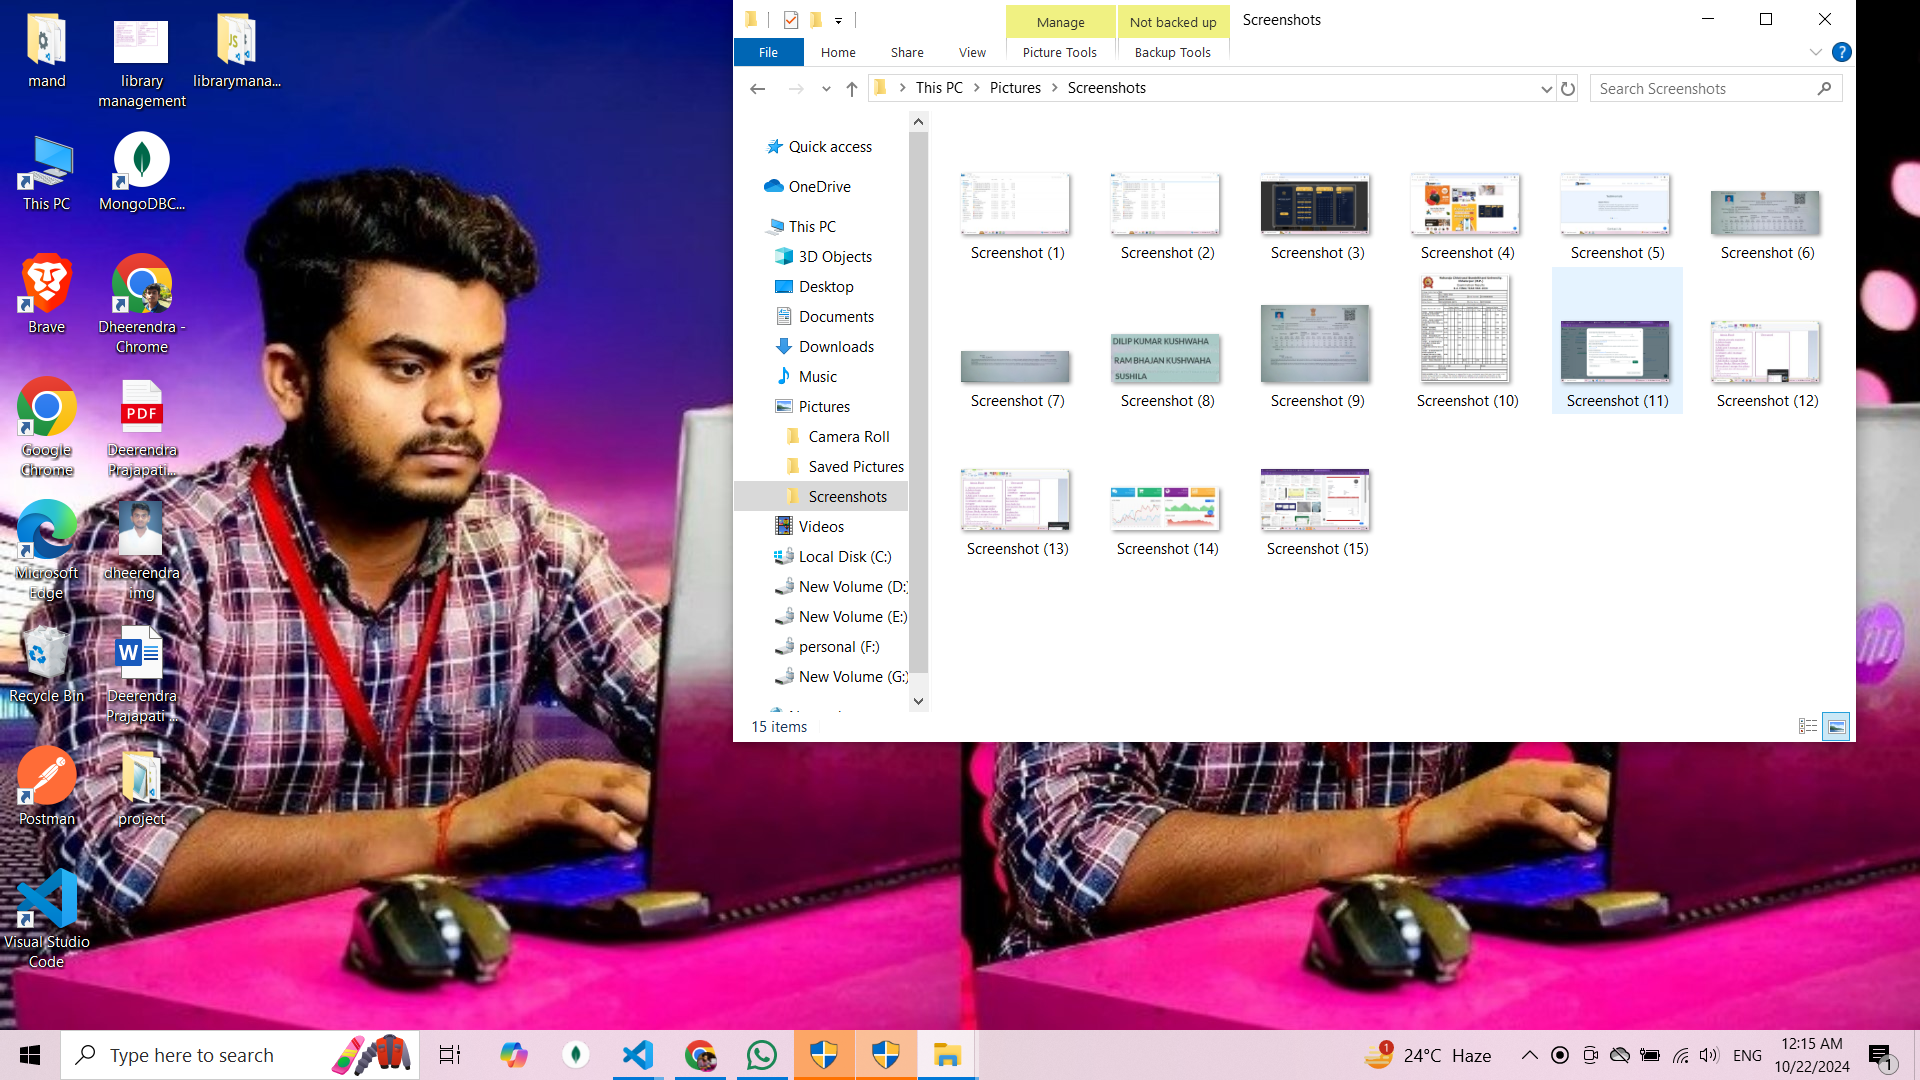 mand
library
management
librarymana...
This PC
MongoDBC...
Brave
Dheerendra -
Chrome
Google
Chrome
PDF
Deerendra
Prajapati...
Microsoft
Edge
dheerendra
img
Recycle Bin
Deerendra
Prajapati ...
Postman
project
Visual Studio
Code
Manage
Not backed up
Screenshots
File
Home
Share
View
Picture Tools
Backup Tools
This PC
Pictures
Screenshots
Search Screenshots
Quick access
OneDrive
This PC
3D Objects
Desktop
Documents
Downloads
Music
Pictures
Camera Roll
Saved Pictures
Screenshots
Videos
Local Disk (C:)
New Volume (D:)
New Volume (E:)
personal (F:)
New Volume (G:)
Screenshot (1)
Screenshot (2)
Screenshot (3)
Screenshot (4)
Screenshot (5)
Screenshot (6)
DILIP KUMAR KUSHWAHA
RAM BHAJAN KUSHWAHA
SUSHILA
Screenshot (7)
Screenshot (8)
Screenshot (9)
Screenshot (10)
Screenshot (11)
Screenshot (12)
Screenshot (13)
Screenshot (14)
Screenshot (15)
15 items
Type here to search
1
24°C Haze
ENG
12:15 AM
10/22/2024
1